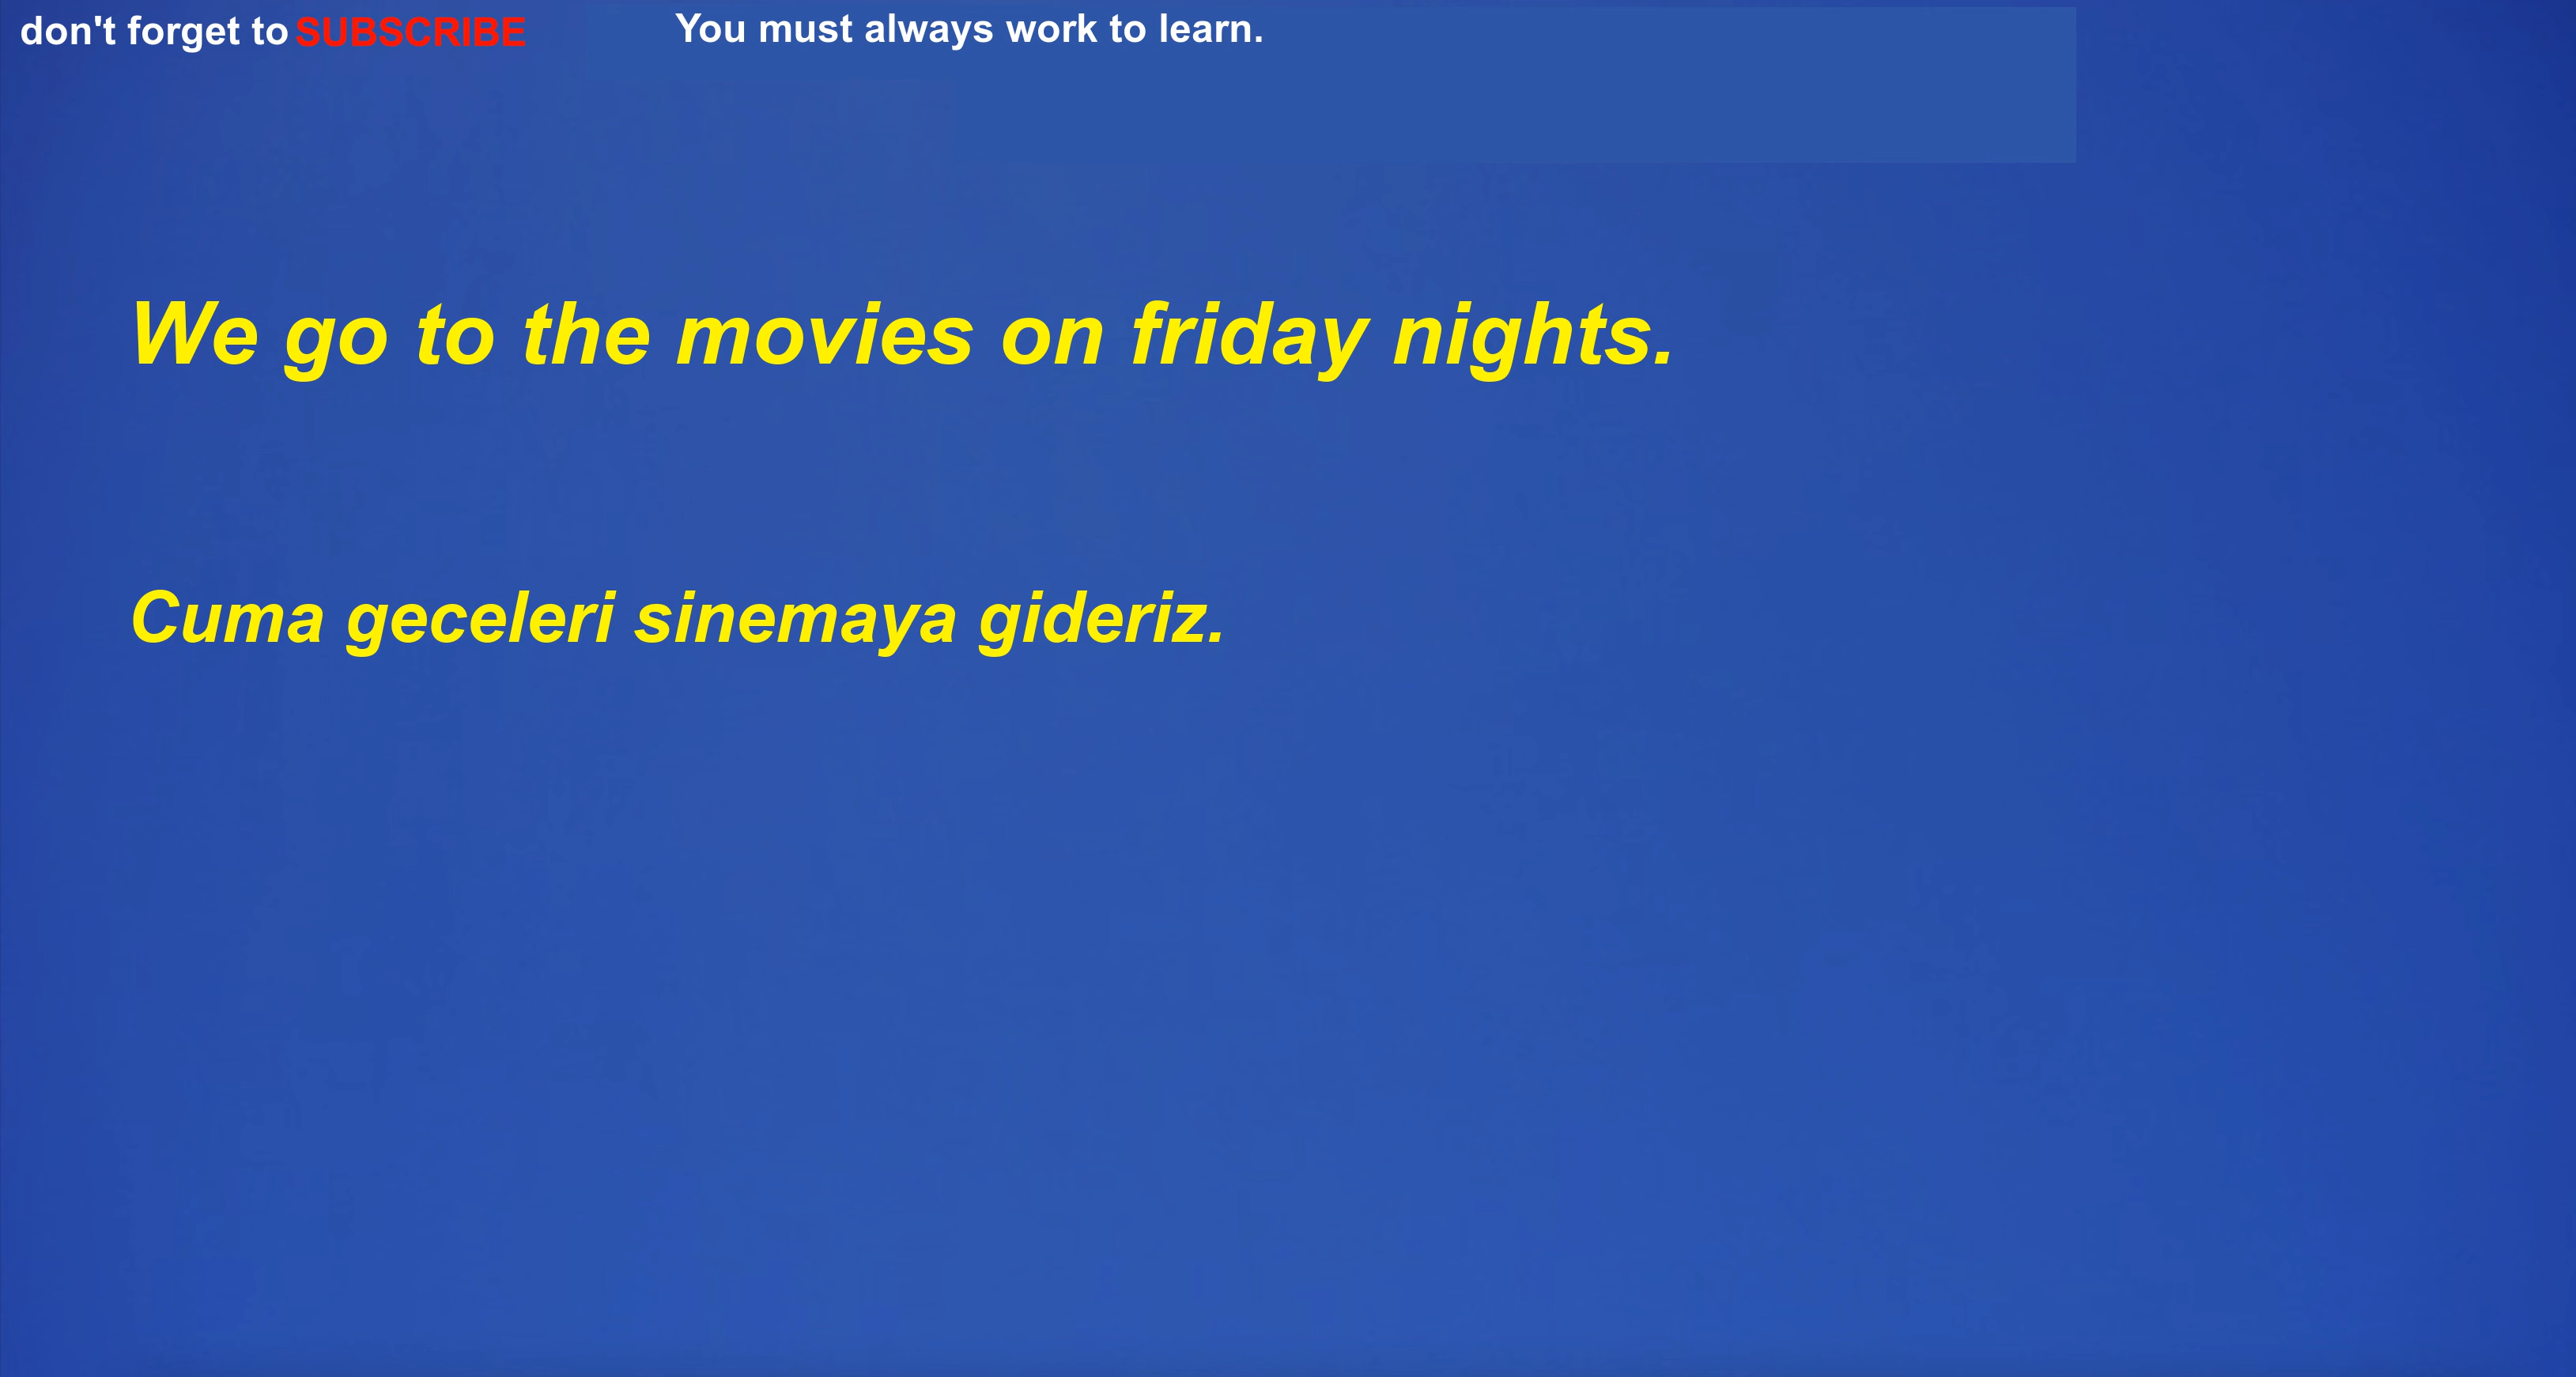 don't forget to SUBSCRIBE
You must always work to learn.
We go to the movies on friday nights.
Cuma geceleri sinemaya gideriz.